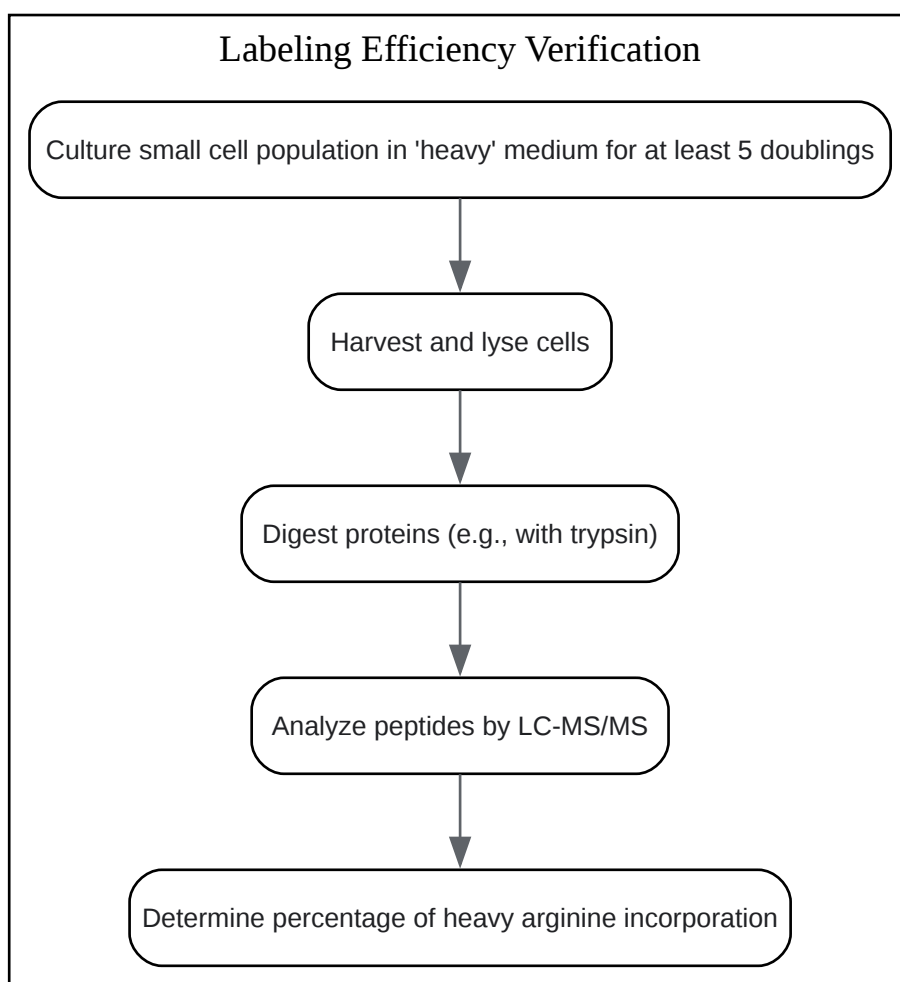 Labeling Efficiency Verification
Culture small cell population in 'heavy' medium for at least 5 doublings
Harvest and lyse cells
Digest proteins (e.g., with trypsin)
Analyze peptides by LC-MS/MS
Determine percentage of heavy arginine incorporation